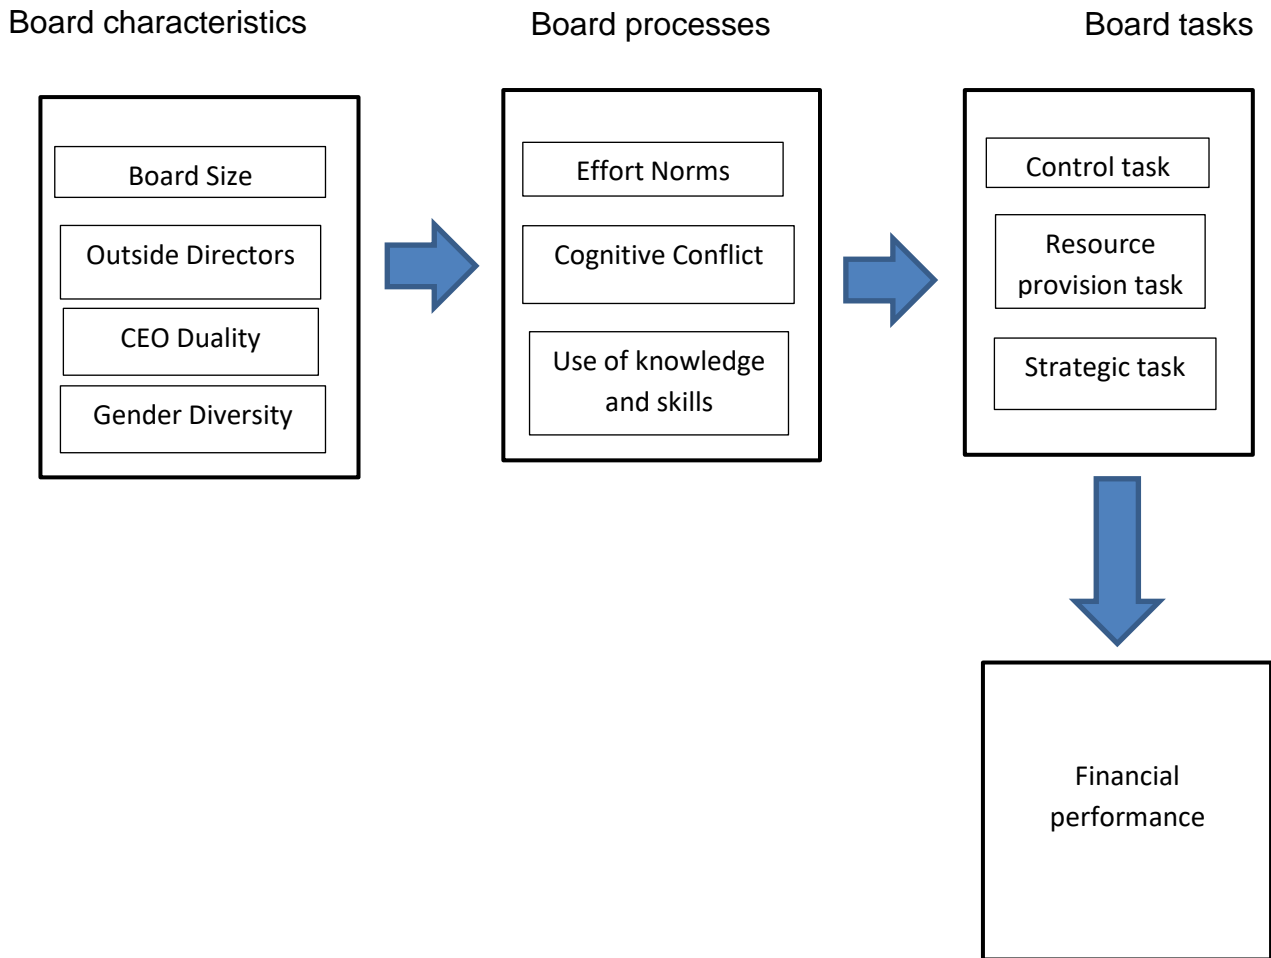 Board characteristics
Board processes
Board tasks
Board Size
Outside Directors
CEO Duality
Gender Diversity
Effort Norms
Cognitive Conflict
Use of knowledge
and skills
Control task
Resource
provision task
Strategic task
Financial
performance